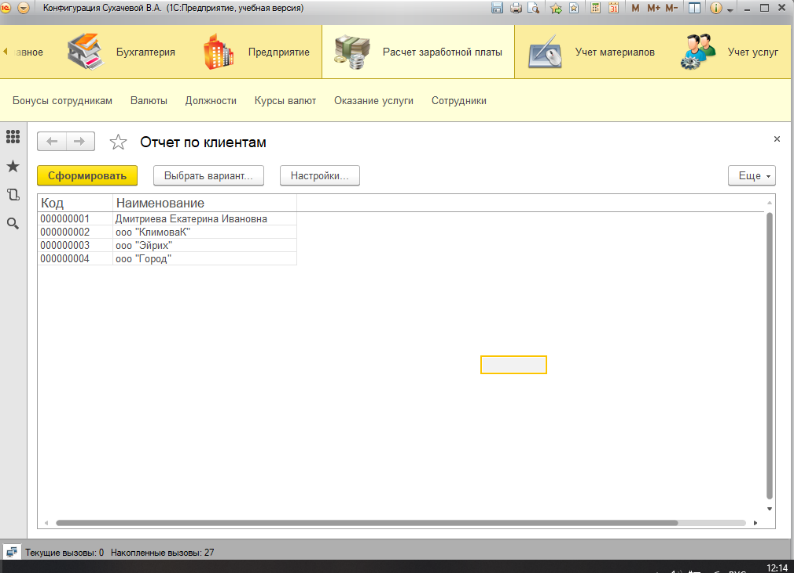 Конфигурация Сухачевой В.А. (1С:Предприятие, учебная версия)
M M+ M-
авное Бухгалтерия Предприятие Расчет заработной платы Учет материалов Учет услуг
Бонусы сотрудникам Валюты Должности Курсы валют Оказание услуги Сотрудники
Отчет по клиентам
Сформировать Выбрать вариант... Настройки... Еще
Код Наименование
000000001 Дмитриева Екатерина Ивановна
000000002 ооо "КлимоваК"
000000003 ооо "Эйрих"
000000004 ооо "Город"
Текущие вызовы: 0 Накопленные вызовы: 27
12:14